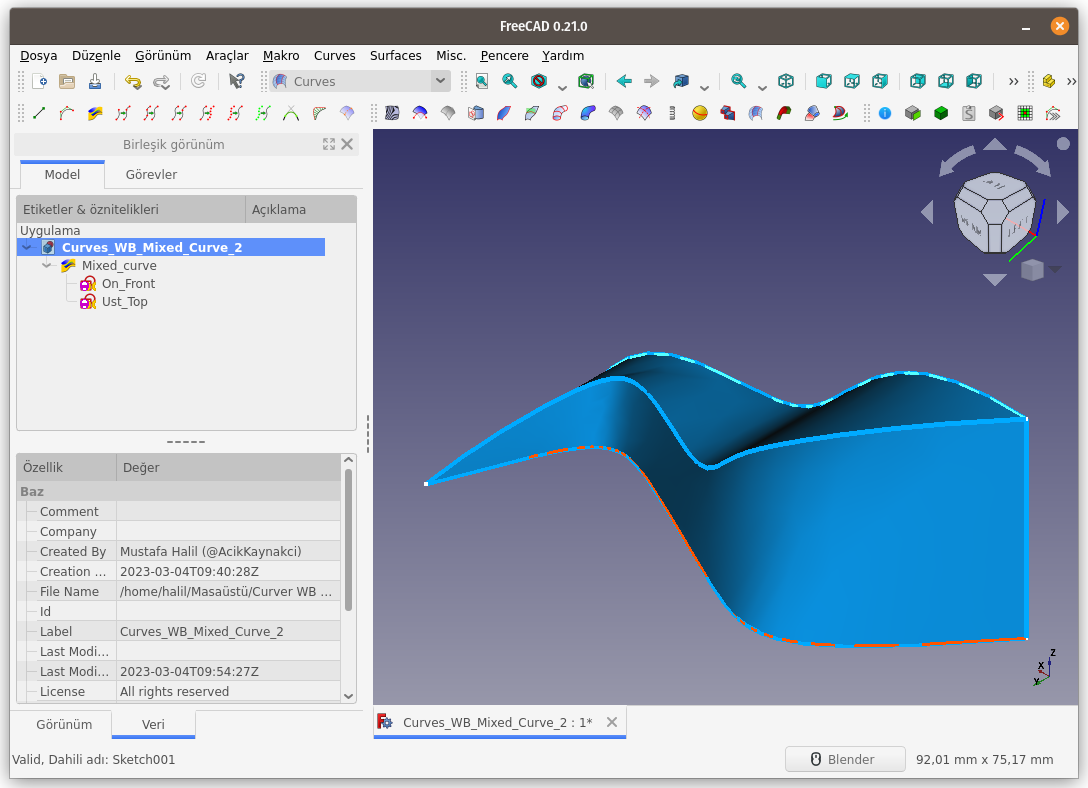 FreeCAD 0.21.0
Dosya Düzenle Görünüm Araçlar Makro Curves Surfaces Misc. Pencere Yardım
Curves
Birleşik görünüm
Model Görevler
Etiketler & öznitelikleri Açıklama
Uygulama
Curves_WB_Mixed_Curve_2
Mixed_curve
On_Front
Ust_Top
Özellik Değer
Baz
Comment
Company
Created By Mustafa Halil (@AcikKaynakci)
Creation ... 2023-03-04T09:40:28Z
File Name /home/halil/Masaüstü/Curver WB ...
Id
Label Curves_WB_Mixed_Curve_2
Last Modi...
Last Modi... 2023-03-04T09:54:27Z
License All rights reserved
Görünüm Veri
Z
X
Y
Curves_WB_Mixed_Curve_2 : 1*
Valid, Dahili adı: Sketch001
Blender 92,01 mm x 75,17 mm